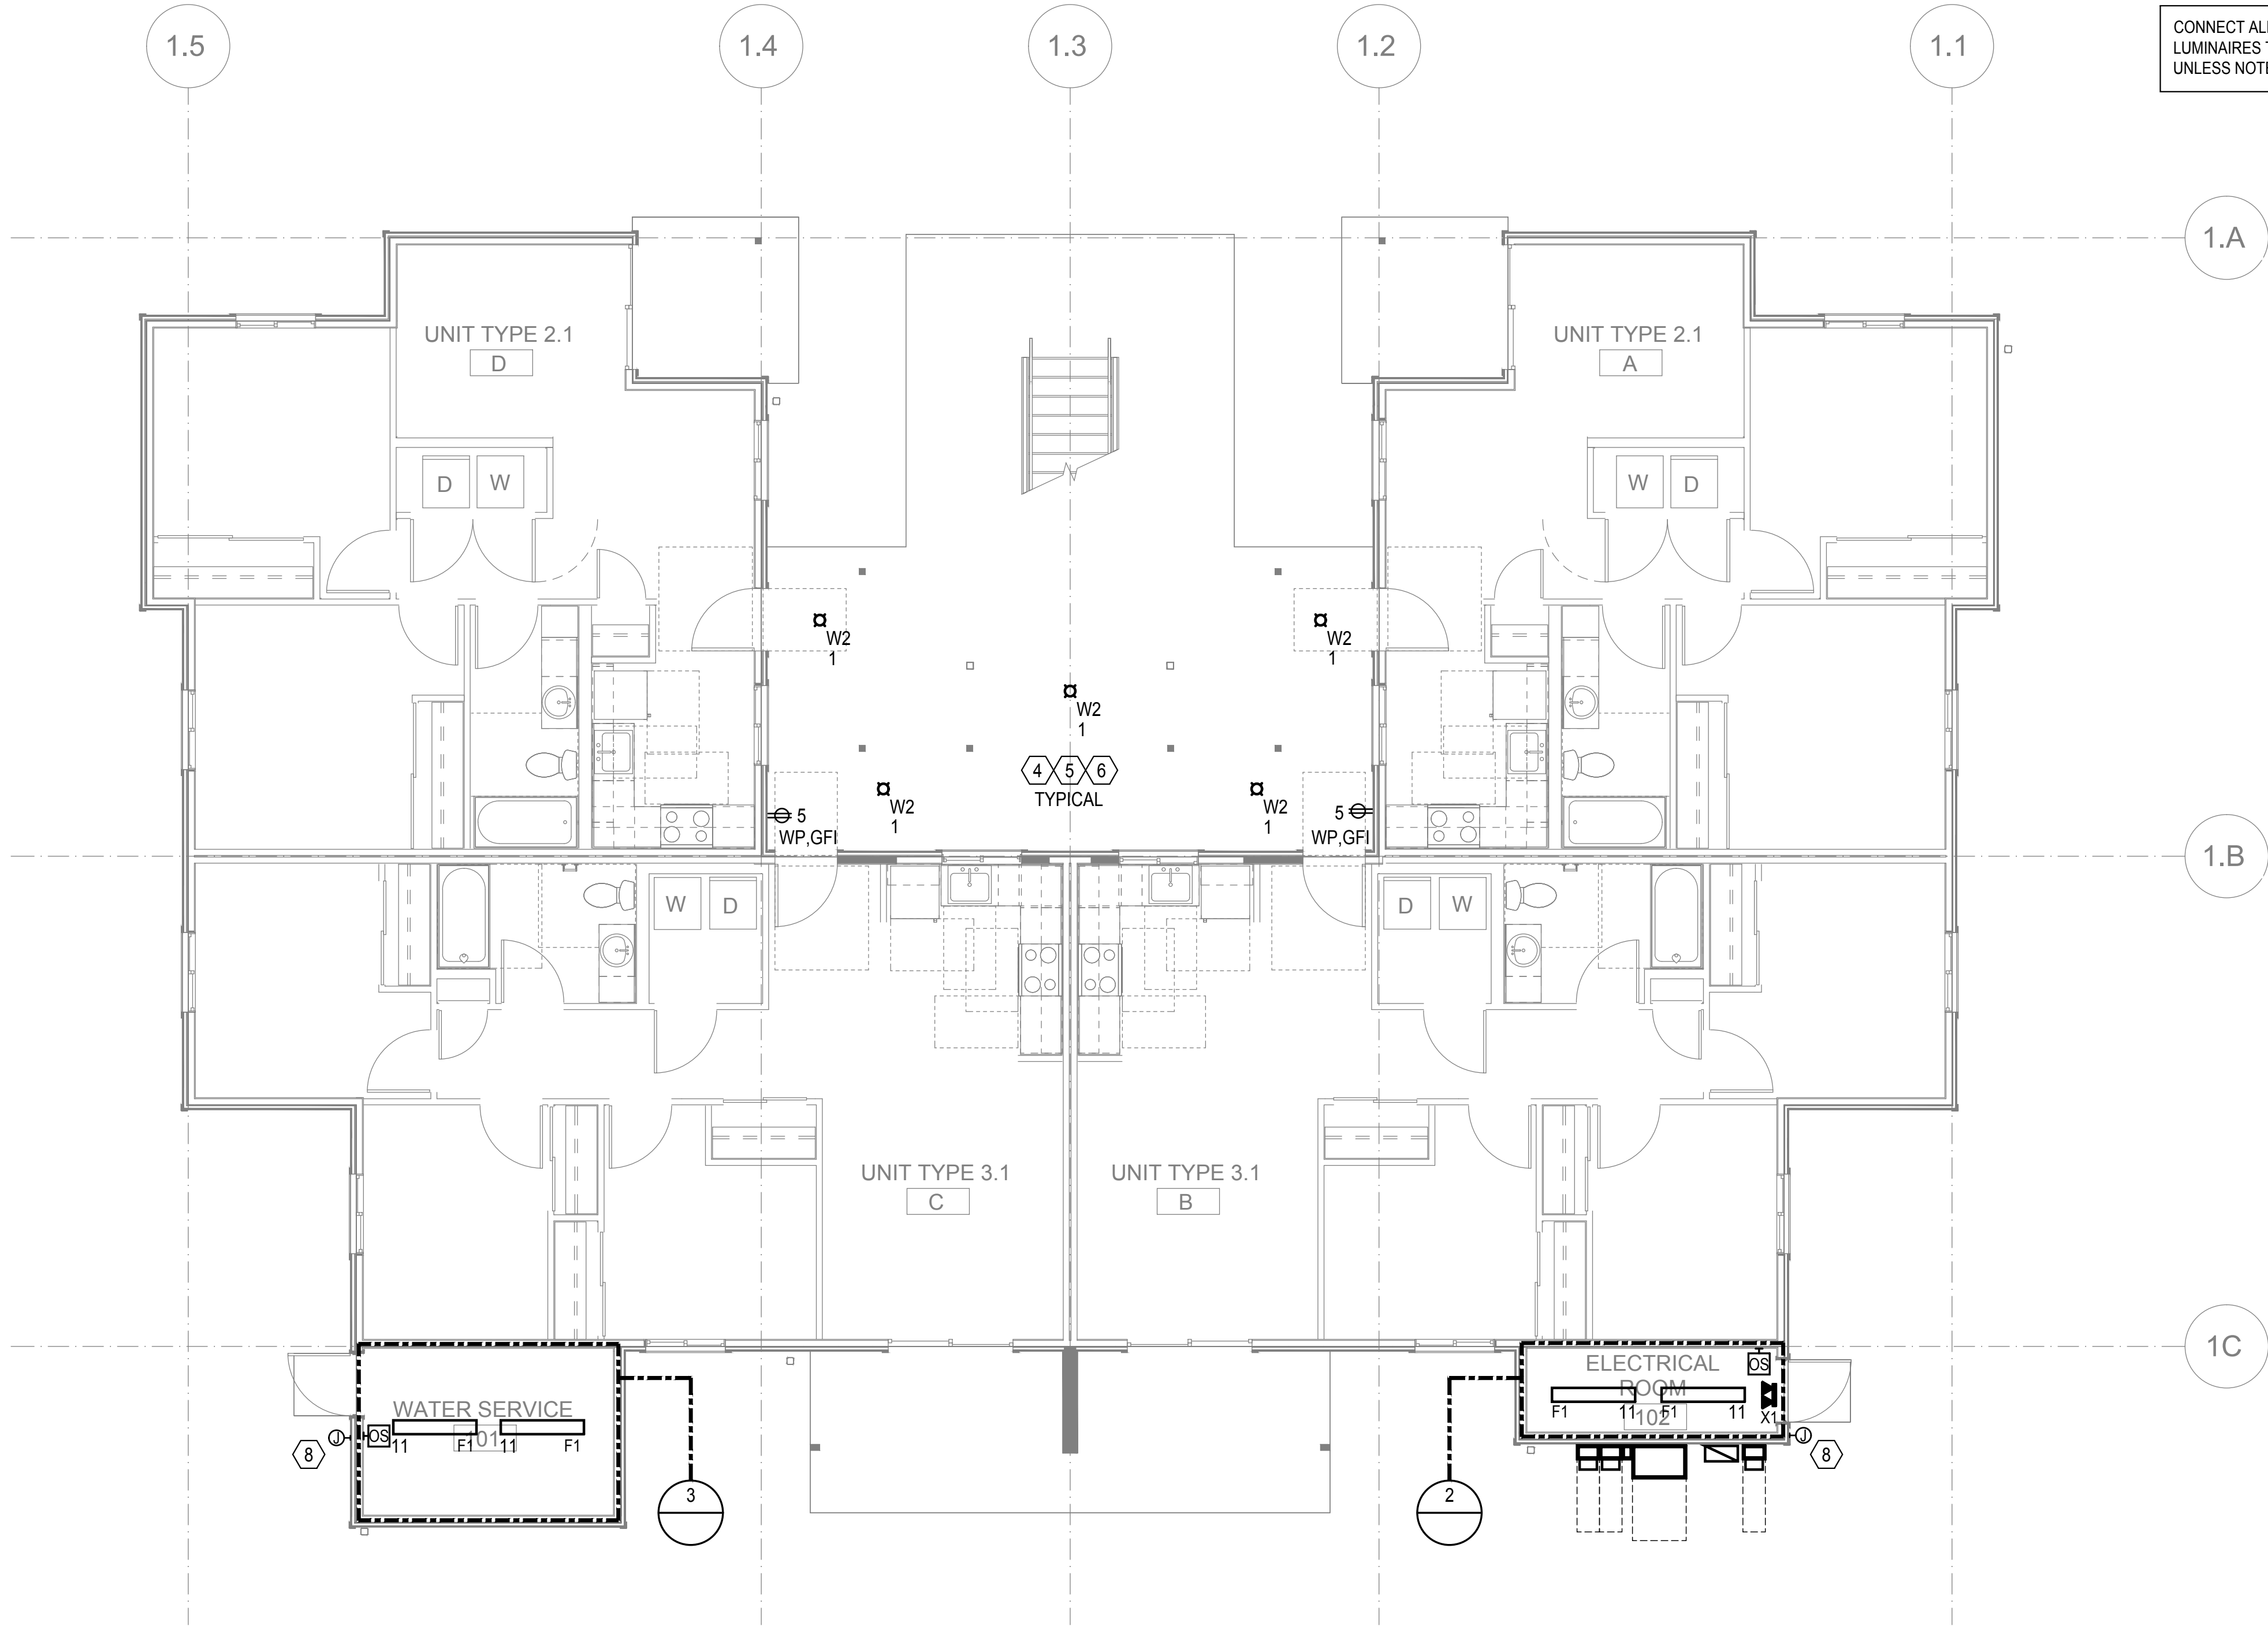 1.5
1.4
1.3
1.2
1.1
CONNECT ALL
LUMINAIRES
UNLESS
1.A
UNIT TYPE 2.1
D
UNIT TYPE 2.1
A
D
W
W
D
W2
1
W2
1
W2
1
4 5 6
TYPICAL
W2
1
W2
1
5
WP,GFI
5
WP,GFI
1.B
W
D
D
W
UNIT TYPE 3.1
C
UNIT TYPE 3.1
B
1C
ELECTRICAL
ROOM
102
OS
F1
11
F1
11
X1
WATER SERVICE
101
J
OS
11
F1
11
F1
8
J
8
3
2